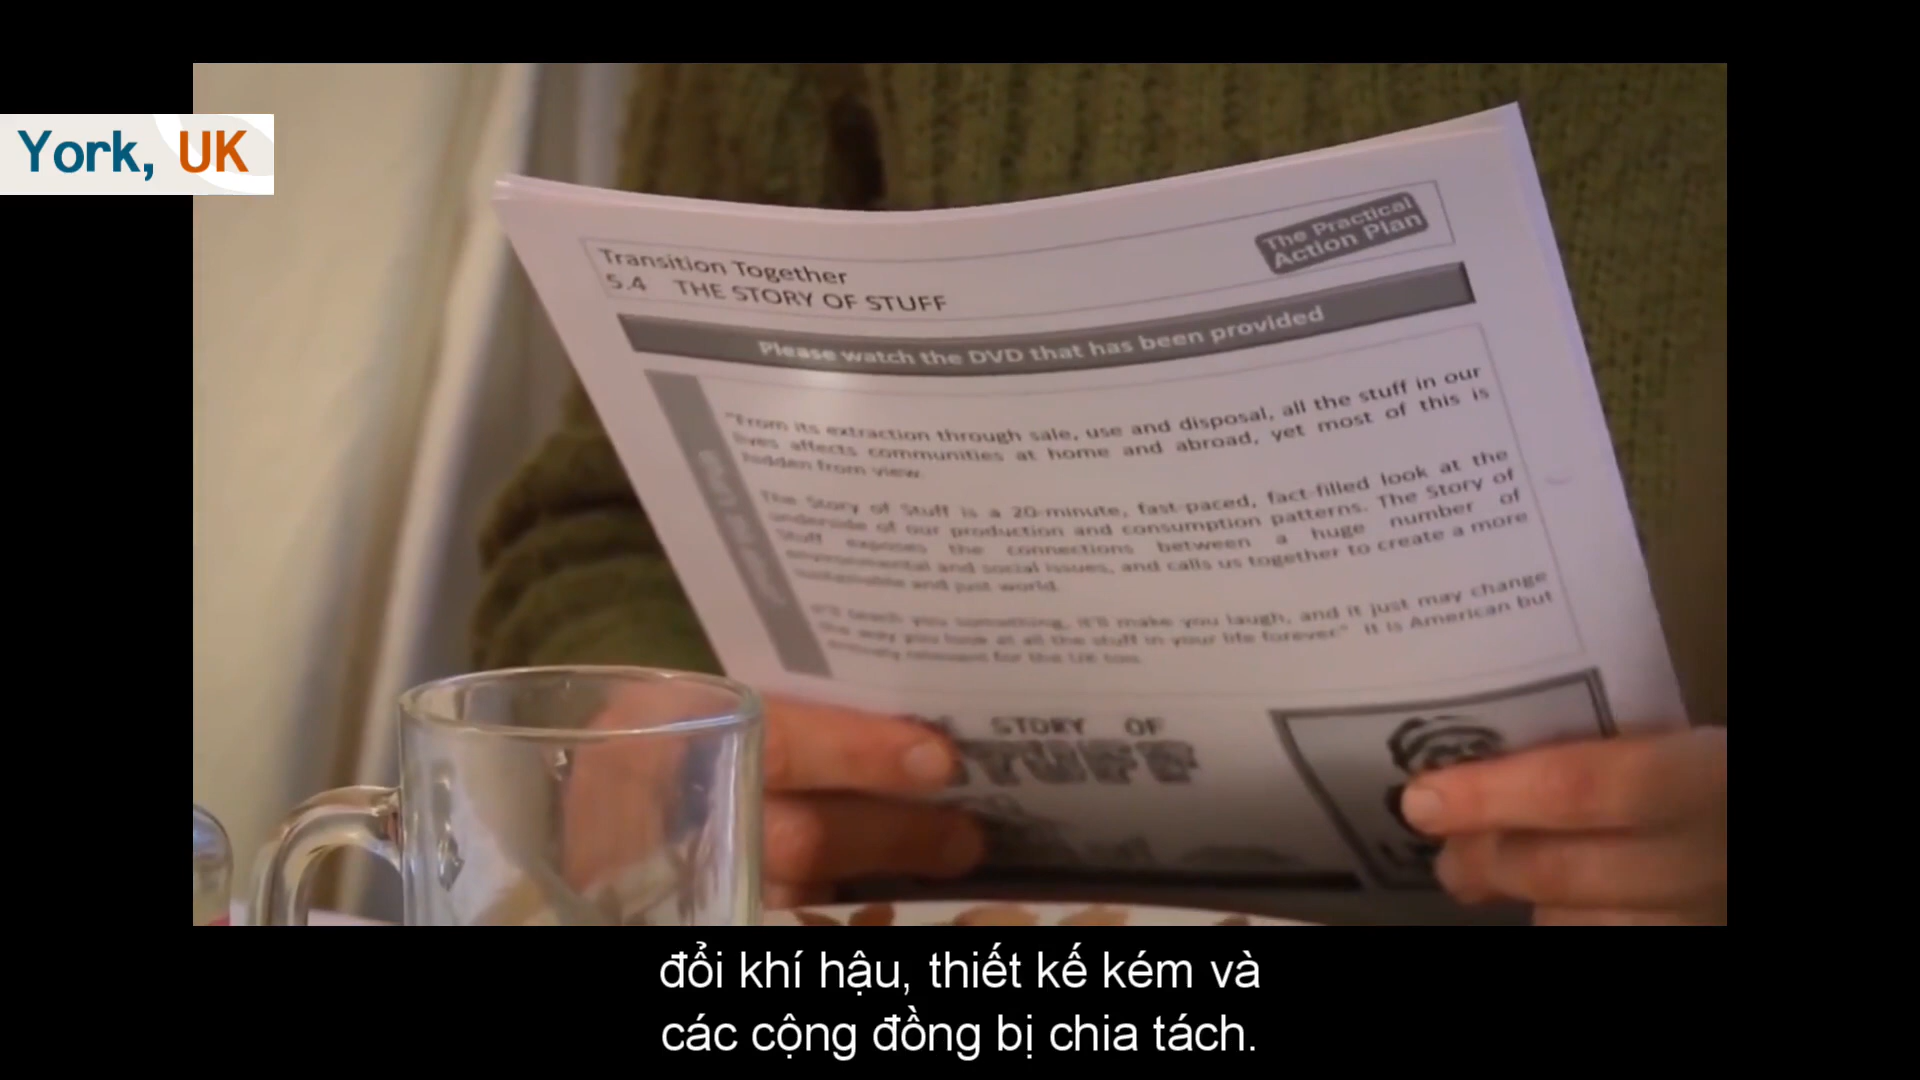 York, UK
The Practical
Action Plan
Transition Together
5.4 THE STORY OF STUFF
Please watch the DVD that has been provided
"From its extraction through sale, use and disposal, all the stuff in our
lives affects communities at home and abroad, yet most of this is
hidden from view.
The Story of Stuff is a 20-minute, fast-paced, fact-filled look at the
underside of our production and consumption patterns. The Story of
Stuff exposes the connections between a huge number of
environmental and social issues, and calls us together to create a more
sustainable and just world.
It'll teach you something, it'll make you laugh, and it just may change
the way you look at all the stuff in your life forever." It is American but
entirely relevant for the UK too.
STORY OF
STUFF
đổi khí hậu, thiết kế kém và
các cộng đồng bị chia tách.